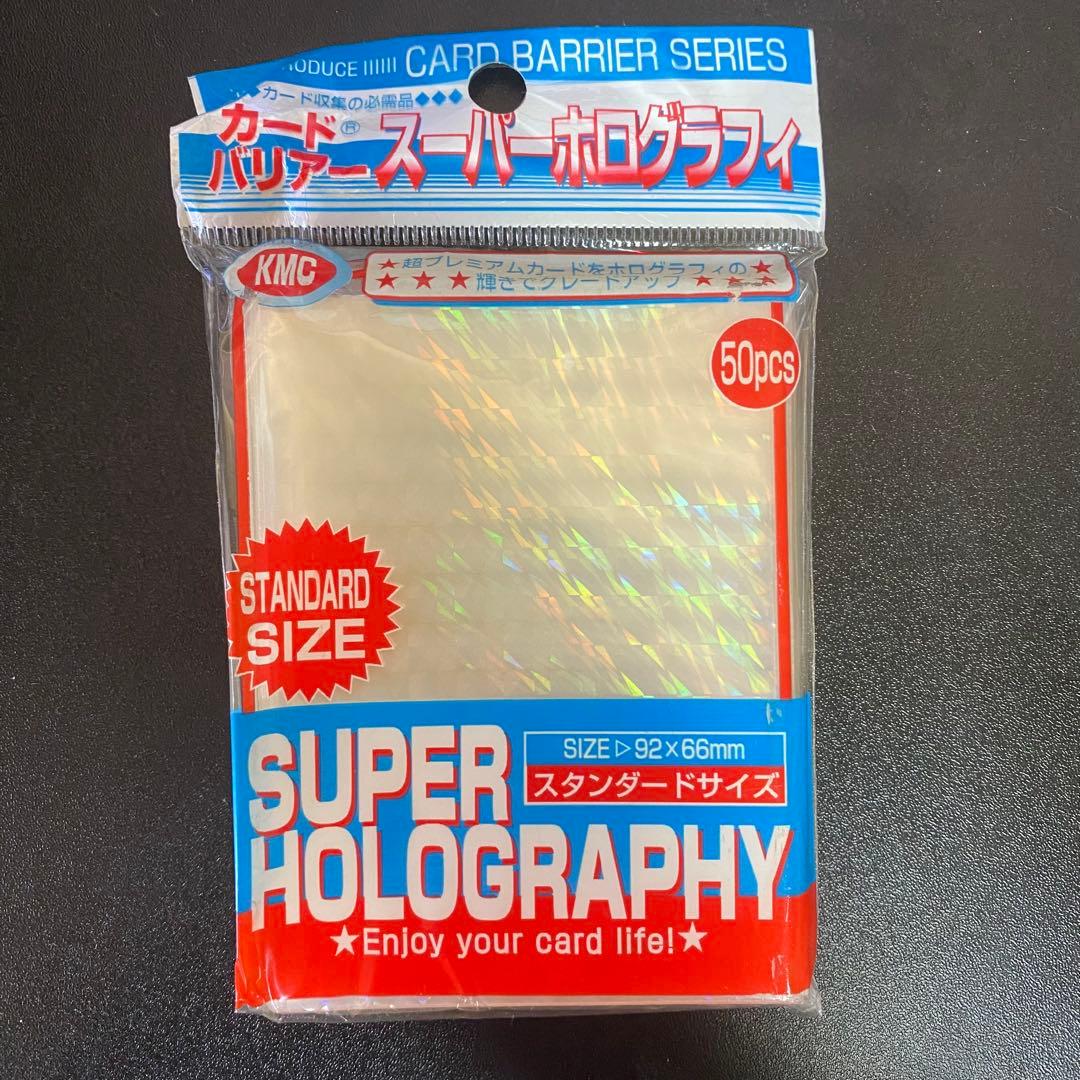 CARD BARRIER SERIES
◆カード収集の必需品◆◆◆
カード®
バリアー
スーパーホログラフィ
KMC
★超プレミアムカードをホログラフィの★
★★★輝きでグレードアップ★★★
50pcs
STANDARD
SIZE
SUPER
HOLOGRAPHY
SIZE▷92×66mm
スタンダードサイズ
★Enjoy your card life!★